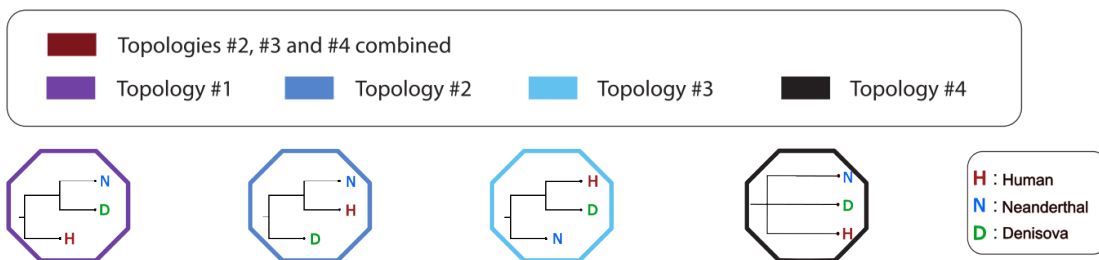 Topologies #2, #3 and #4 combined
Topology #1 Topology #2 Topology #3 Topology #4
N D H
N H D
H D N
N D H
H : Human
N : Neanderthal
D : Denisova